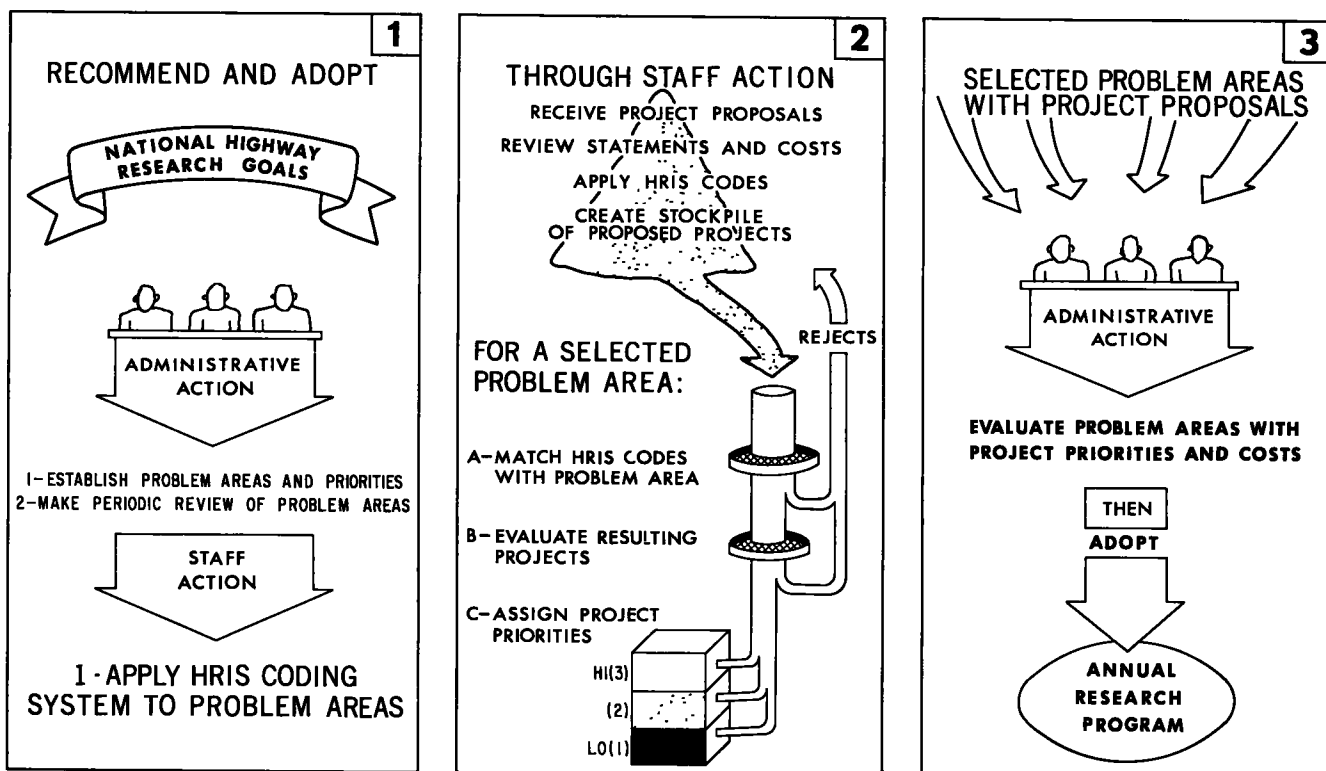 1
RECOMMEND AND ADOPT
NATIONAL HIGHWAY
RESEARCH GOALS
ADMINISTRATIVE
ACTION
1-ESTABLISH PROBLEM AREAS AND PRIORITIES
2-MAKE PERIODIC REVIEW OF PROBLEM AREAS
STAFF
ACTION
1-APPLY HRIS CODING
SYSTEM TO PROBLEM AREAS
2
THROUGH STAFF ACTION
RECEIVE PROJECT PROPOSALS
REVIEW STATEMENTS AND COSTS
APPLY HRIS CODES
CREATE STOCKPILE
OF PROPOSED PROJECTS
REJECTS
FOR A SELECTED
PROBLEM AREA:
A-MATCH HRIS CODES
WITH PROBLEM AREA
B-EVALUATE RESULTING
PROJECTS
C-ASSIGN PROJECT
PRIORITIES
HI(3)
(2)
LO(1)
3
SELECTED PROBLEM AREAS
WITH PROJECT PROPOSALS
ADMINISTRATIVE
ACTION
EVALUATE PROBLEM AREAS WITH
PROJECT PRIORITIES AND COSTS
THEN
ADOPT
ANNUAL
RESEARCH
PROGRAM